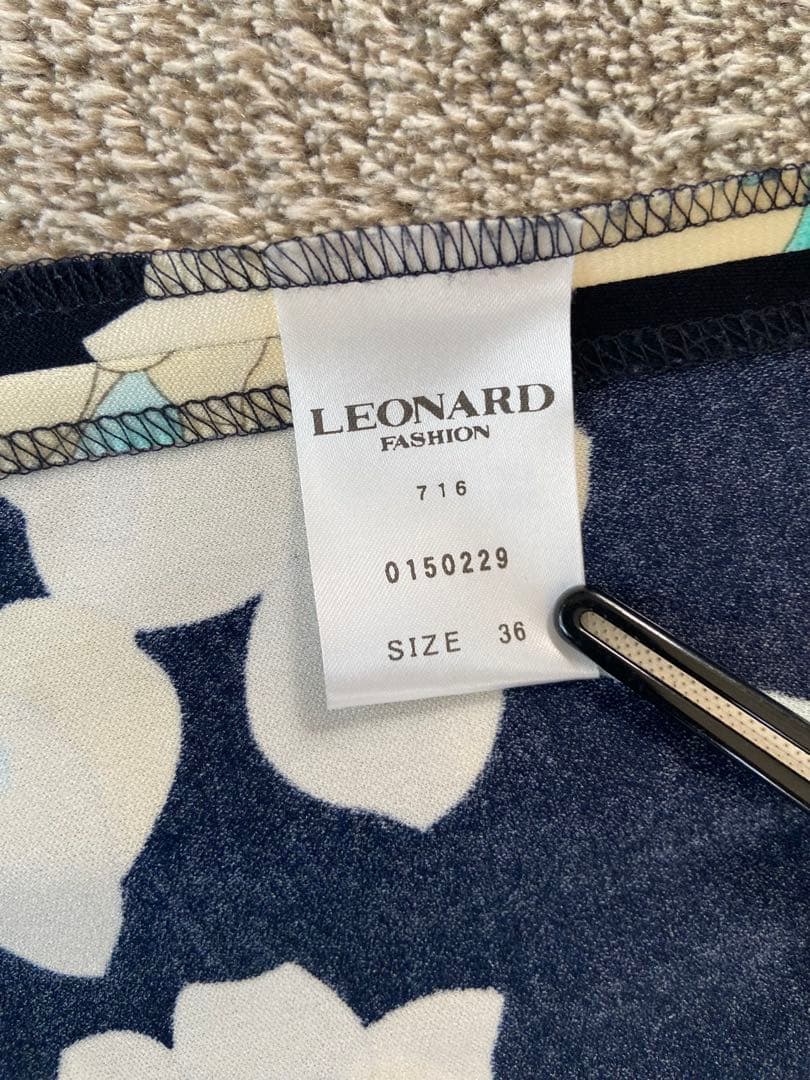 LEONARD
FASHION
716
0150229
SIZE 36